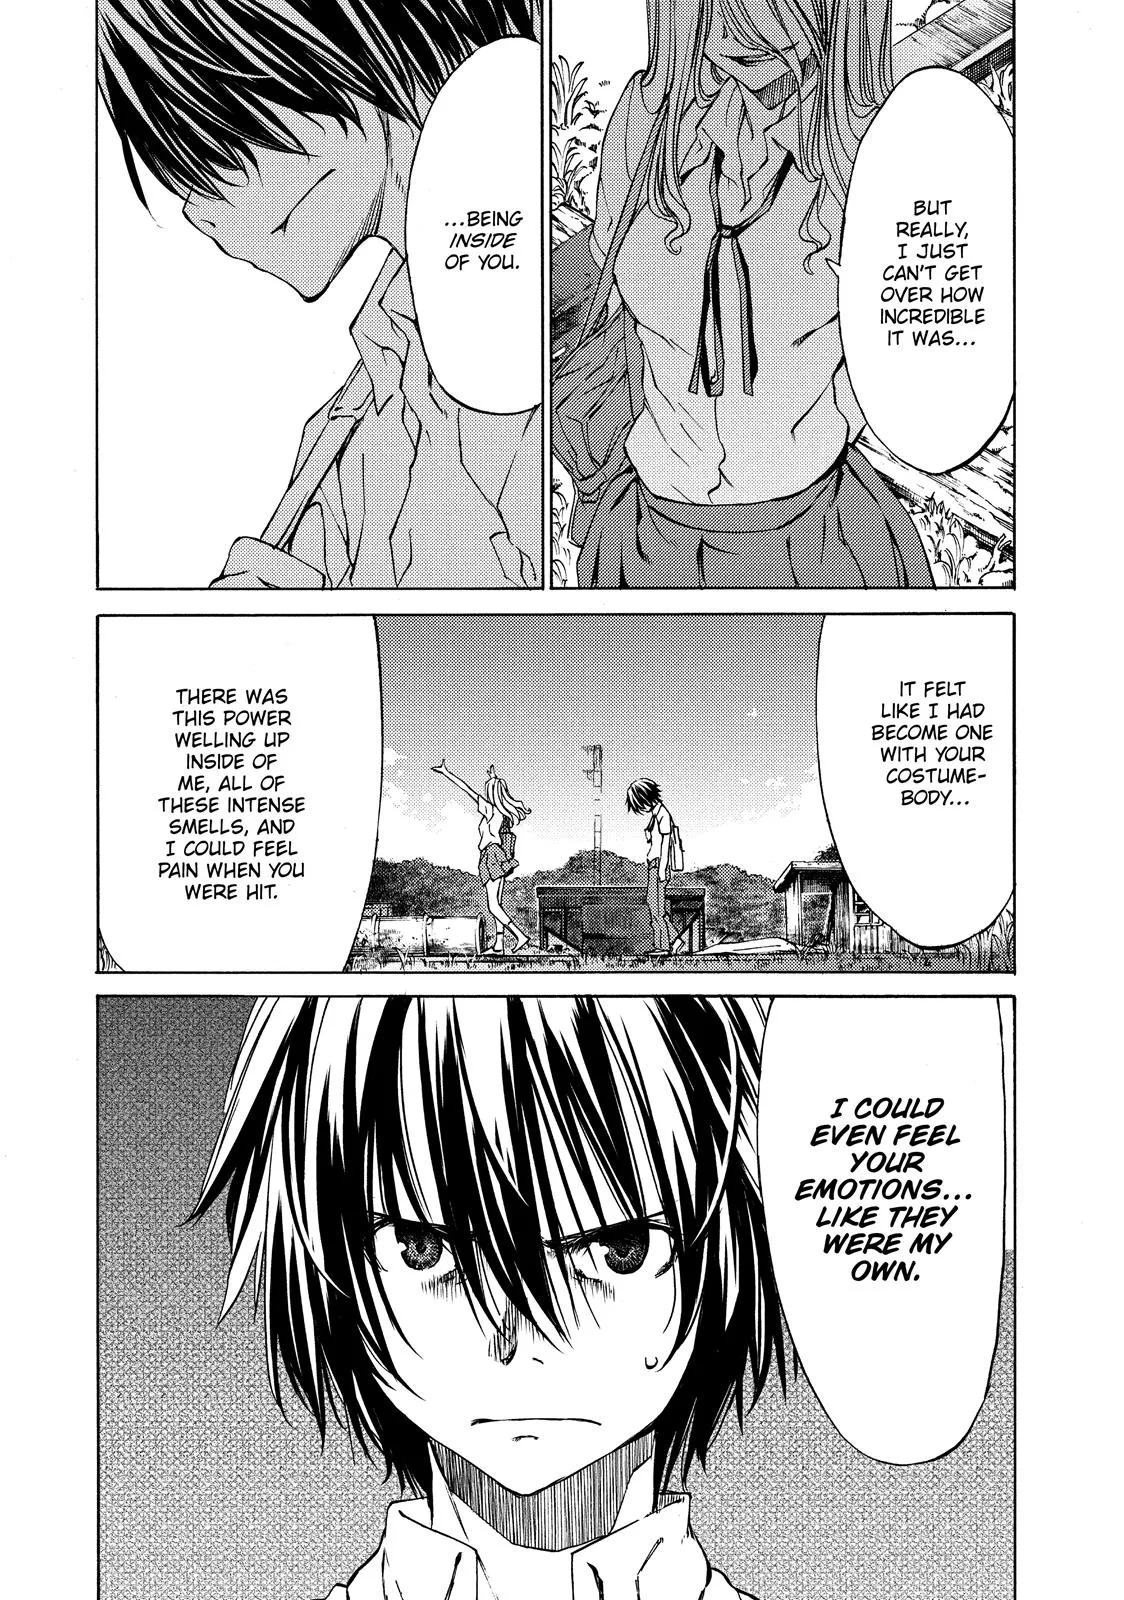 BUT
REALLY,
I JUST
CAN'T GET
OVER HOW
INCREDIBLE
IT WAS...
...BEING
INSIDE
OF YOU.
IT FELT
LIKE I HAD
BECOME ONE
WITH YOUR
COSTUME-
BODY...
THERE WAS
THIS POWER
WELLING UP
INSIDE OF
ME, ALL OF
THESE INTENSE
SMELLS, AND
I COULD FEEL
PAIN WHEN YOU
WERE HIT.
I COULD
EVEN FEEL
YOUR
EMOTIONS...
LIKE THEY
WERE MY
OWN.